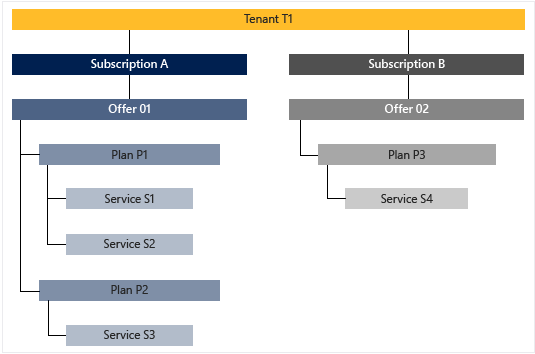 Tenant T1
Subscription A
Subscription B
Offer 01
Offer 02
Plan P1
Plan P3
Service S1
Service S4
Service S2
Plan P2
Service S3